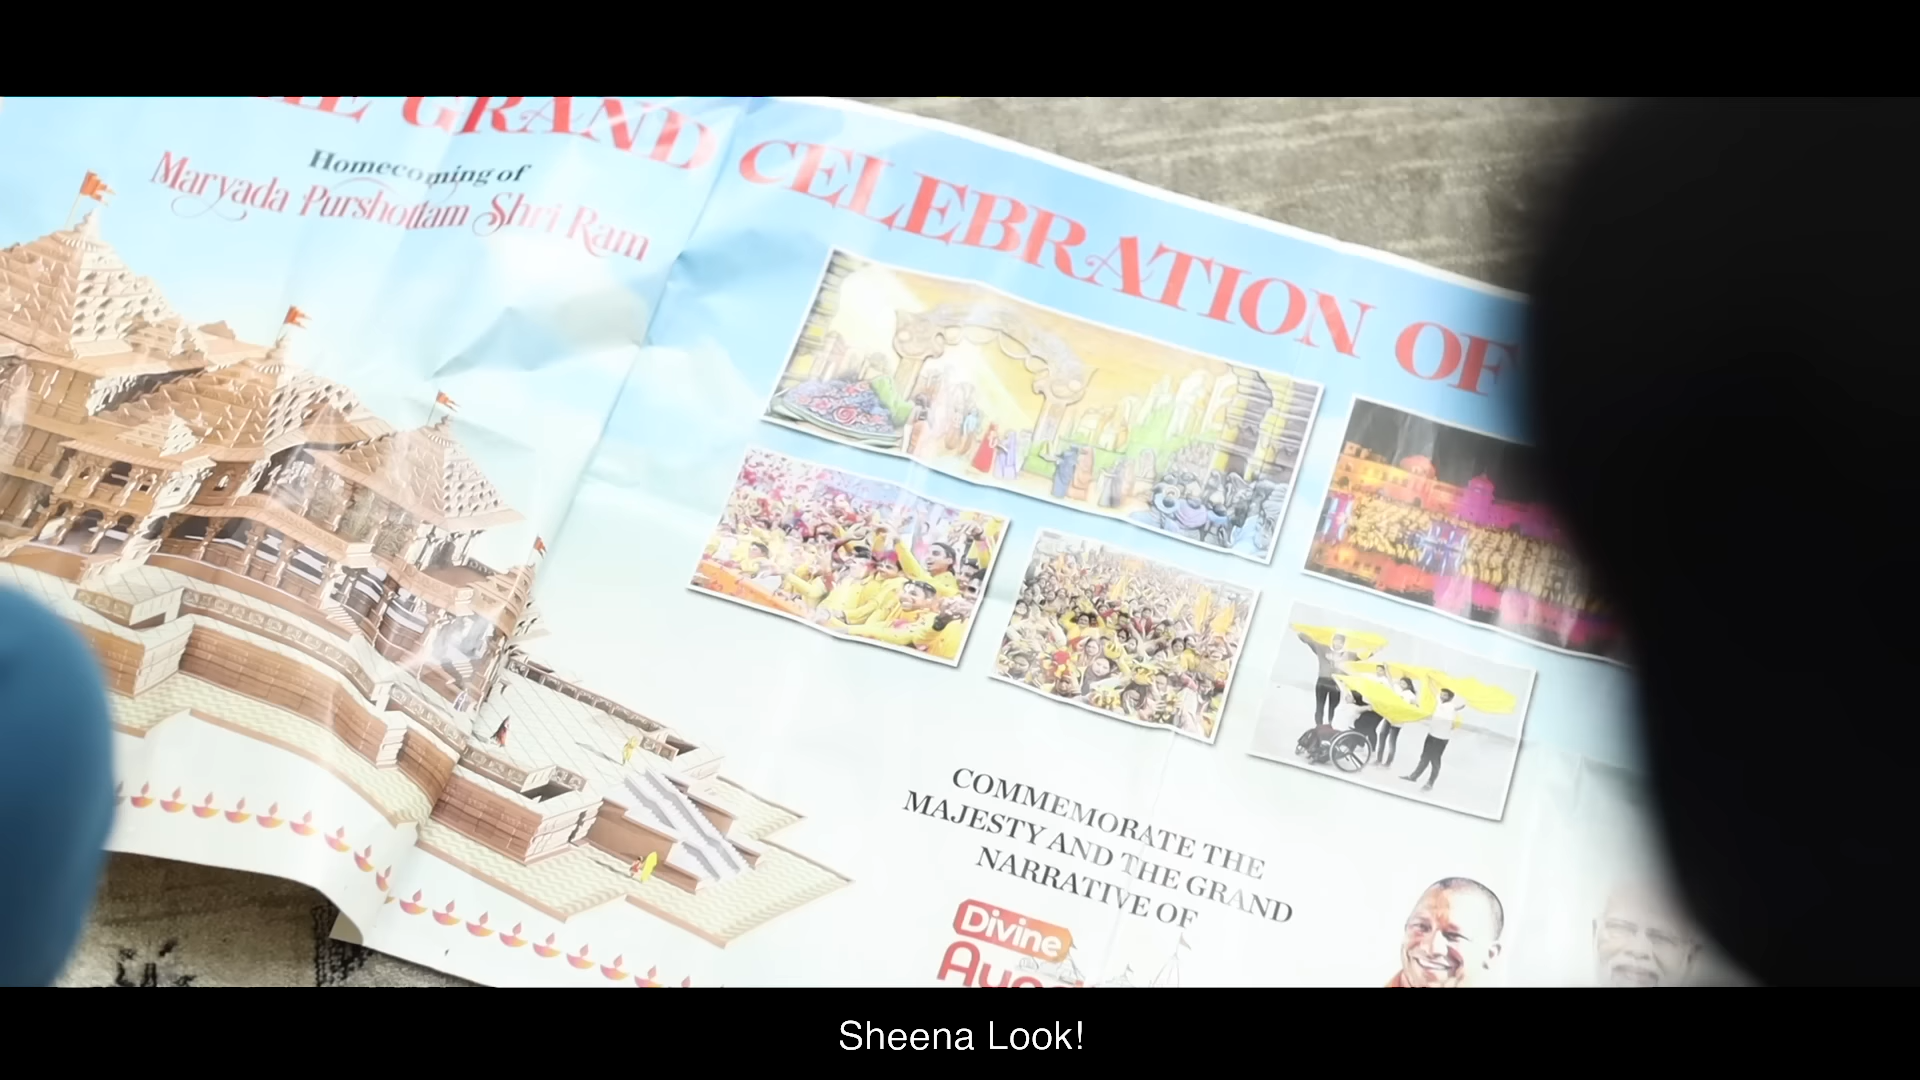 THE GRAND CELEBRATION OF
Homecoming of
Maryada Purshottam Shri Ram
COMMEMORATE THE
MAJESTY AND THE GRAND
NARRATIVE OF
Divine
Sheena Look!